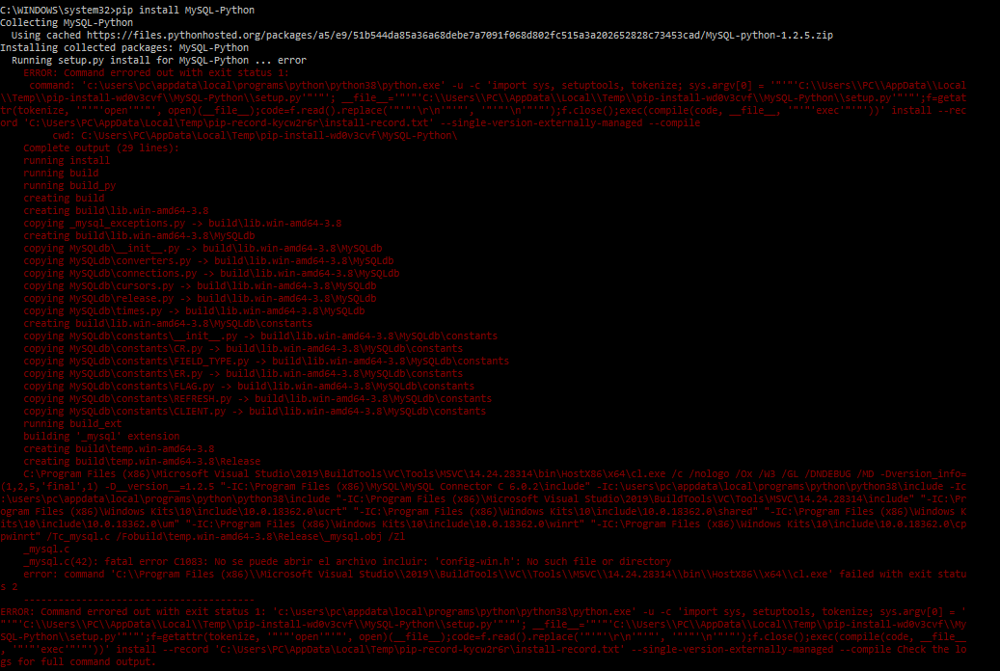 C:\WINDOWS\system32>pip install MySQL-Python
Collecting MySQL-Python
  Using cached https://files.pythonhosted.org/packages/a5/e9/51b544da85a36a68debe7a7091f068d802fc515a3a202652828c73453cad/MySQL-python-1.2.5.zip
Installing collected packages: MySQL-Python
  Running setup.py install for MySQL-Python ... error
    ERROR: Command errored out with exit status 1:
     command: 'c:\users\pc\appdata\local\programs\python\python38\python.exe' -u -c 'import sys, setuptools, tokenize; sys.argv[0] = '"'"'C:\\Users\\PC\\AppData\\Local
\\Temp\\pip-install-wd0v3cvf\\MySQL-Python\\setup.py'"'"'; __file__='"'"'C:\\Users\\PC\\AppData\\Local\\Temp\\pip-install-wd0v3cvf\\MySQL-Python\\setup.py'"'"';f=getat
tr(tokenize, '"'"'open'"'"', open)(__file__);code=f.read().replace('"'"'\r\n'"'"', '"'"'\n'"'"');f.close();exec(compile(code, __file__, '"'"'exec'"'"'))' install --rec
ord 'C:\Users\PC\AppData\Local\Temp\pip-record-kycw2r6r\install-record.txt' --single-version-externally-managed --compile
         cwd: C:\Users\PC\AppData\Local\Temp\pip-install-wd0v3cvf\MySQL-Python\
    Complete output (29 lines):
    running install
    running build
    running build_py
    creating build
    creating build\lib.win-amd64-3.8
    copying _mysql_exceptions.py -> build\lib.win-amd64-3.8
    creating build\lib.win-amd64-3.8\MySQLdb
    copying MySQLdb\__init__.py -> build\lib.win-amd64-3.8\MySQLdb
    copying MySQLdb\converters.py -> build\lib.win-amd64-3.8\MySQLdb
    copying MySQLdb\connections.py -> build\lib.win-amd64-3.8\MySQLdb
    copying MySQLdb\cursors.py -> build\lib.win-amd64-3.8\MySQLdb
    copying MySQLdb\release.py -> build\lib.win-amd64-3.8\MySQLdb
    copying MySQLdb\times.py -> build\lib.win-amd64-3.8\MySQLdb
    creating build\lib.win-amd64-3.8\MySQLdb\constants
    copying MySQLdb\constants\__init__.py -> build\lib.win-amd64-3.8\MySQLdb\constants
    copying MySQLdb\constants\CR.py -> build\lib.win-amd64-3.8\MySQLdb\constants
    copying MySQLdb\constants\FIELD_TYPE.py -> build\lib.win-amd64-3.8\MySQLdb\constants
    copying MySQLdb\constants\ER.py -> build\lib.win-amd64-3.8\MySQLdb\constants
    copying MySQLdb\constants\FLAG.py -> build\lib.win-amd64-3.8\MySQLdb\constants
    copying MySQLdb\constants\REFRESH.py -> build\lib.win-amd64-3.8\MySQLdb\constants
    copying MySQLdb\constants\CLIENT.py -> build\lib.win-amd64-3.8\MySQLdb\constants
    running build_ext
    building '_mysql' extension
    creating build\temp.win-amd64-3.8
    creating build\temp.win-amd64-3.8\Release
    C:\Program Files (x86)\Microsoft Visual Studio\2019\BuildTools\VC\Tools\MSVC\14.24.28314\bin\HostX86\x64\cl.exe /c /nologo /Ox /W3 /GL /DNDEBUG /MD -Dversion_info=
(1,2,5,'final',1) -D__version__=1.2.5 "-IC:\Program Files (x86)\MySQL\MySQL Connector C 6.0.2\include" -Ic:\users\pc\appdata\local\programs\python\python38\include -Ic
:\users\pc\appdata\local\programs\python\python38\include "-IC:\Program Files (x86)\Microsoft Visual Studio\2019\BuildTools\VC\Tools\MSVC\14.24.28314\include" "-IC:\Pr
ogram Files (x86)\Windows Kits\10\include\10.0.18362.0\ucrt" "-IC:\Program Files (x86)\Windows Kits\10\include\10.0.18362.0\shared" "-IC:\Program Files (x86)\Windows K
its\10\include\10.0.18362.0\um" "-IC:\Program Files (x86)\Windows Kits\10\include\10.0.18362.0\winrt" "-IC:\Program Files (x86)\Windows Kits\10\include\10.0.18362.0\cp
pwinrt" /Tc_mysql.c /Fobuild\temp.win-amd64-3.8\Release\_mysql.obj /Zl
    _mysql.c
    _mysql.c(42): fatal error C1083: No se puede abrir el archivo incluir: 'config-win.h': No such file or directory
    error: command 'C:\\Program Files (x86)\\Microsoft Visual Studio\\2019\\BuildTools\\VC\\Tools\\MSVC\\14.24.28314\\bin\\HostX86\\x64\\cl.exe' failed with exit statu
s 2
    ----------------------------------------
ERROR: Command errored out with exit status 1: 'c:\users\pc\appdata\local\programs\python\python38\python.exe' -u -c 'import sys, setuptools, tokenize; sys.argv[0] = '
"'"'C:\\Users\\PC\\AppData\\Local\\Temp\\pip-install-wd0v3cvf\\MySQL-Python\\setup.py'"'"'; __file__='"'"'C:\\Users\\PC\\AppData\\Local\\Temp\\pip-install-wd0v3cvf\\My
SQL-Python\\setup.py'"'"';f=getattr(tokenize, '"'"'open'"'"', open)(__file__);code=f.read().replace('"'"'\r\n'"'"', '"'"'\n'"'"');f.close();exec(compile(code, __file__
, '"'"'exec'"'"'))' install --record 'C:\Users\PC\AppData\Local\Temp\pip-record-kycw2r6r\install-record.txt' --single-version-externally-managed --compile Check the lo
gs for full command output.